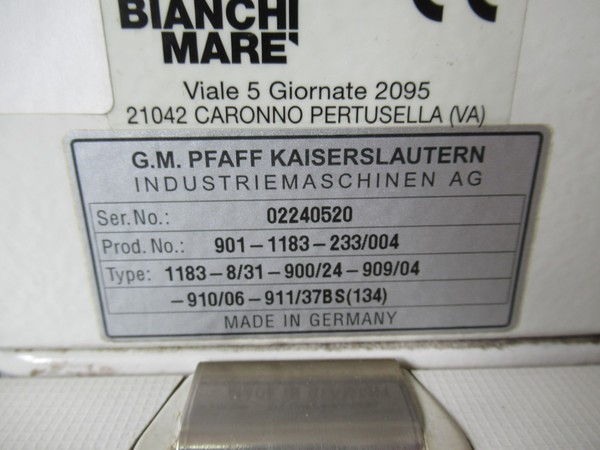 BIANCHI
MARÈ
CE
Viale 5 Giornate 2095
21042 CARONNO PERTUSELLA (VA)
G.M. PFAFF KAISERSLAUTERN
INDUSTRIEMASCHINEN AG
Ser.No.: 02240520
Prod. No.: 901-1183-233/004
Type: 1183-8/31-900/24-909/04
-910/06-911/37BS(134)
MADE IN GERMANY